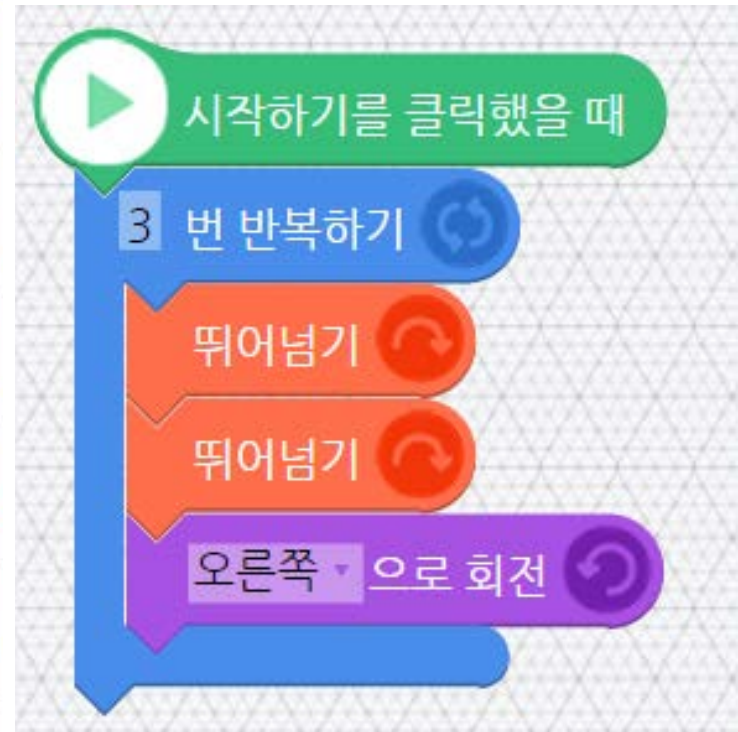 시작하기를 클릭했을 때
3 번 반복하기
뛰어넘기
뛰어넘기
오른쪽 으로 회전